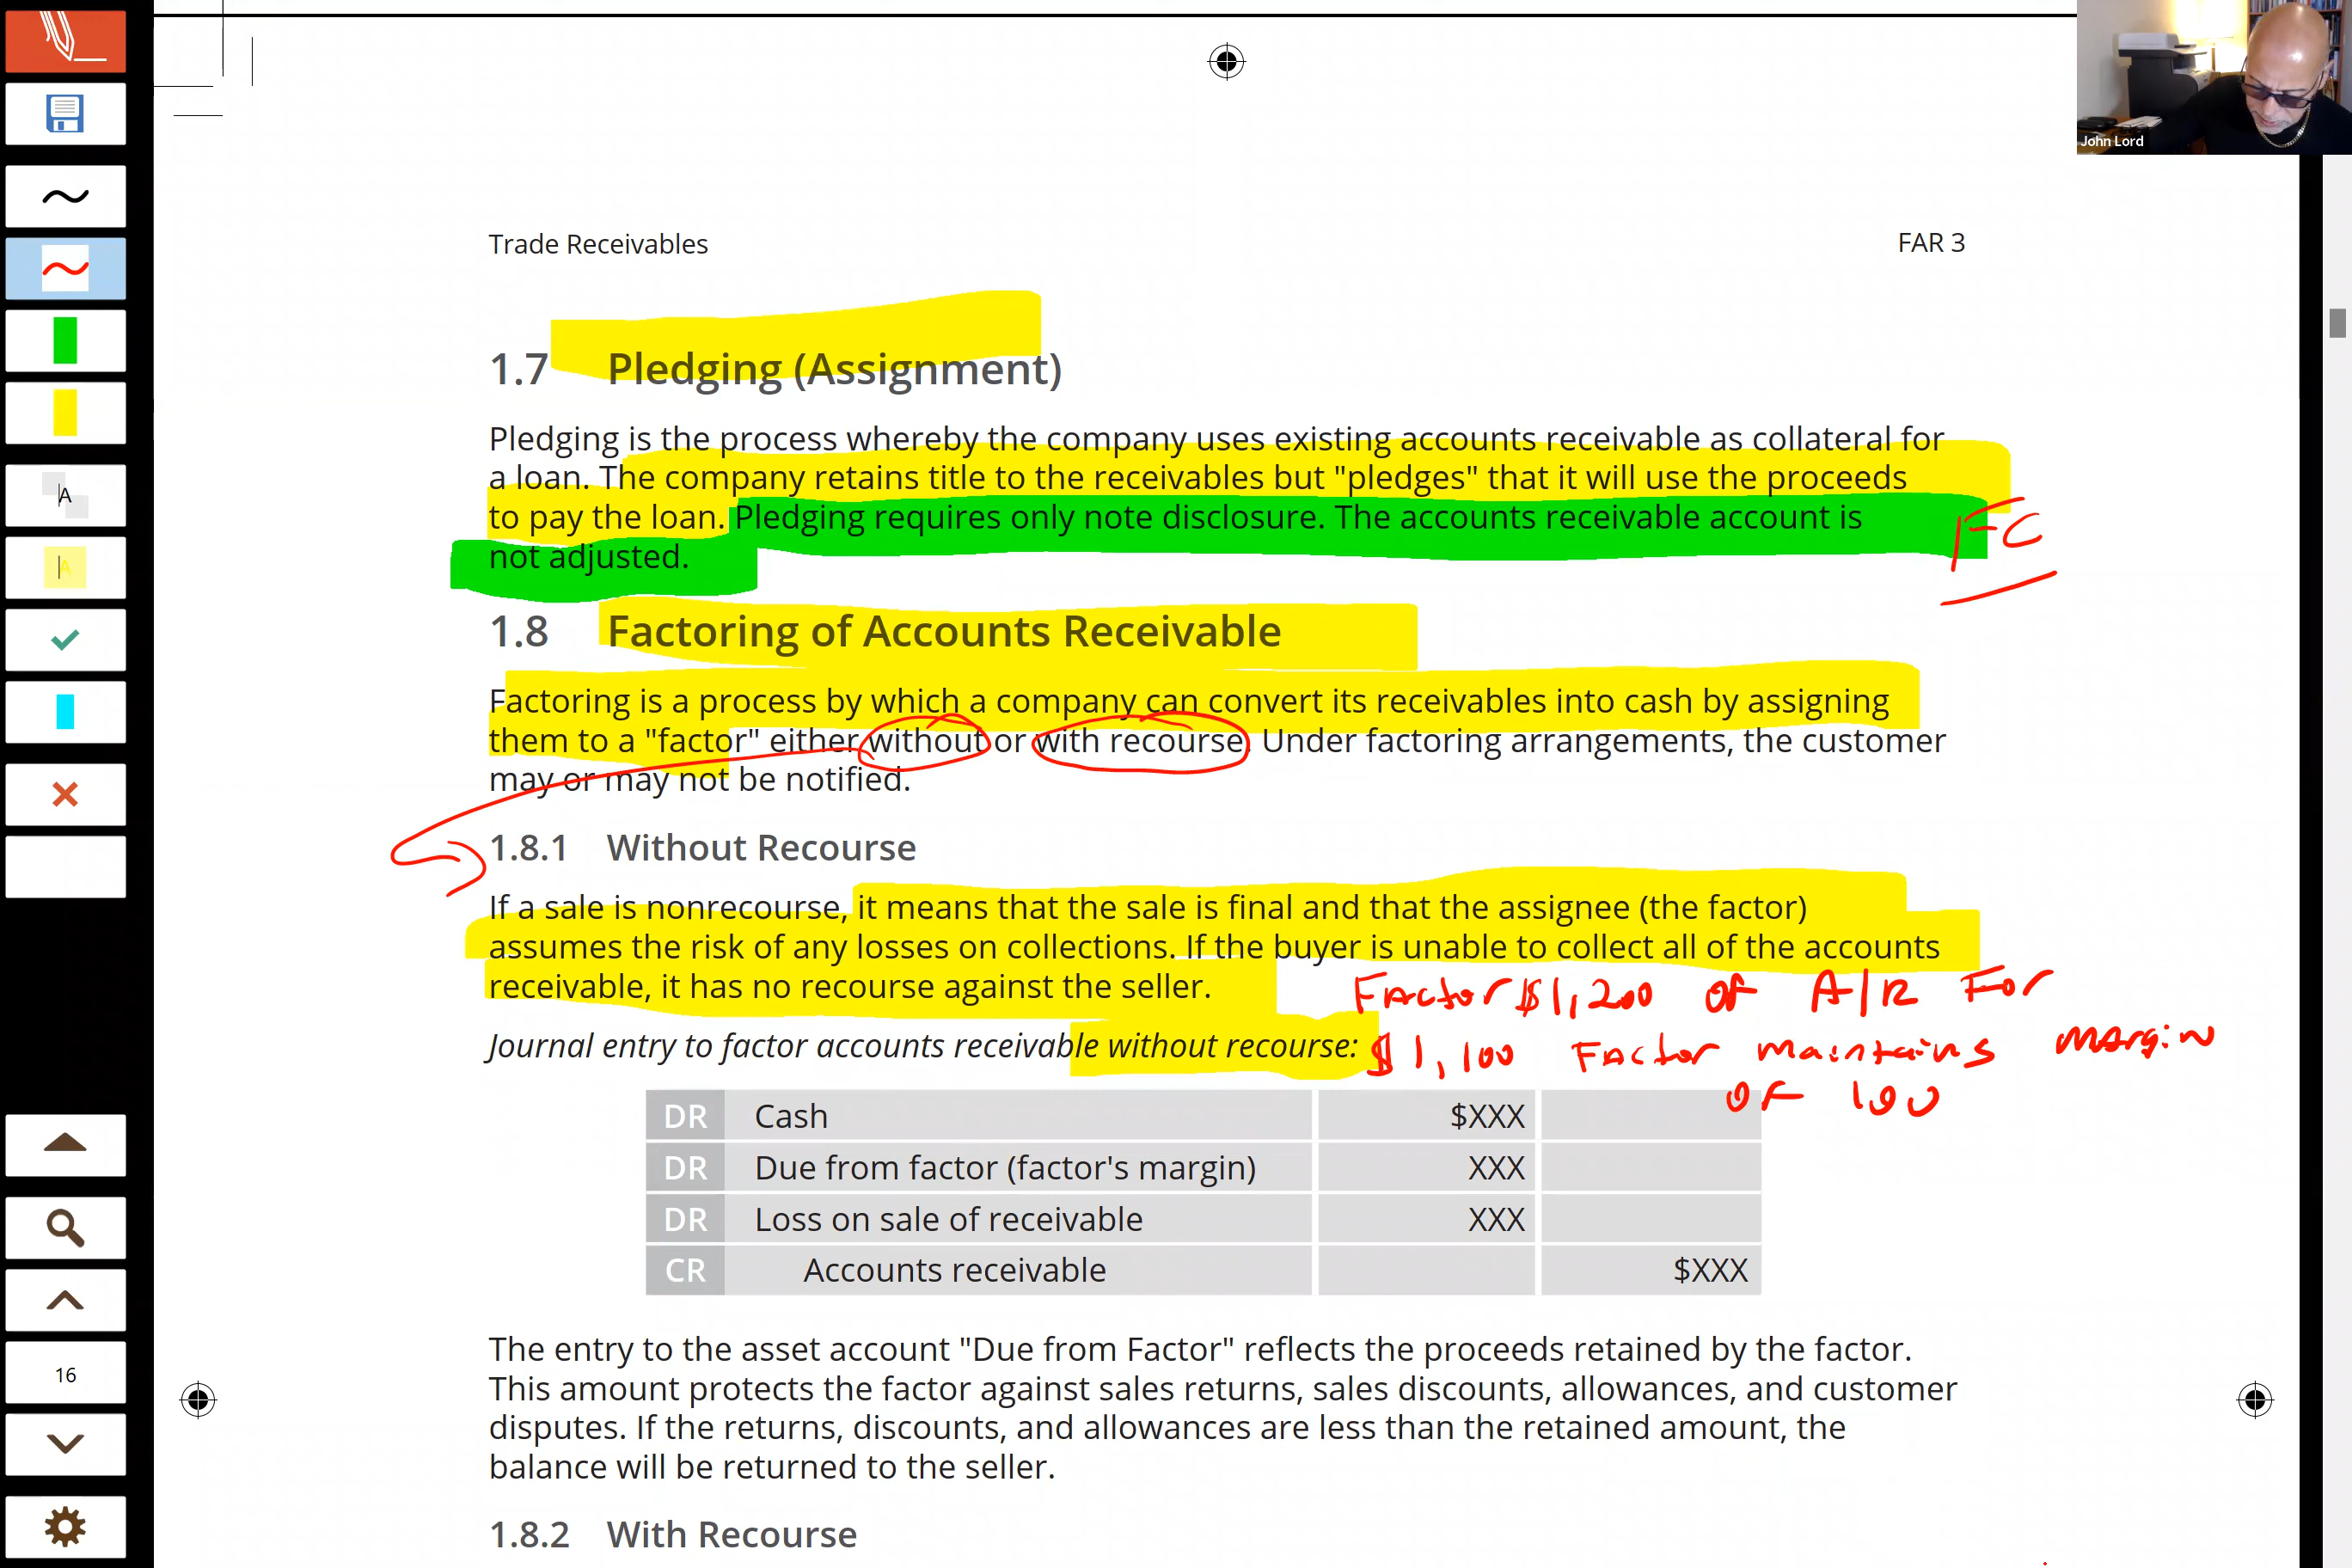 John Lord
Trade Receivables FAR 3
1.7 Pledging (Assignment)
Pledging is the process whereby the company uses existing accounts receivable as collateral for
a loan. The company retains title to the receivables but "pledges" that it will use the proceeds
to pay the loan. Pledging requires only note disclosure. The accounts receivable account is
not adjusted.
1.8 Factoring of Accounts Receivable
Factoring is a process by which a company can convert its receivables into cash by assigning
them to a "factor" either without or with recourse. Under factoring arrangements, the customer
may or may not be notified.
1.8.1 Without Recourse
If a sale is nonrecourse, it means that the sale is final and that the assignee (the factor)
assumes the risk of any losses on collections. If the buyer is unable to collect all of the accounts
receivable, it has no recourse against the seller.
Factor $1,200 of A/R For
Journal entry to factor accounts receivable without recourse:
$1,100 Factor maintains margin
of 100
DR Cash $XXX
DR Due from factor (factor's margin) XXX
DR Loss on sale of receivable XXX
CR Accounts receivable $XXX
The entry to the asset account "Due from Factor" reflects the proceeds retained by the factor.
This amount protects the factor against sales returns, sales discounts, allowances, and customer
disputes. If the returns, discounts, and allowances are less than the retained amount, the
balance will be returned to the seller.
1.8.2 With Recourse
A
A
16